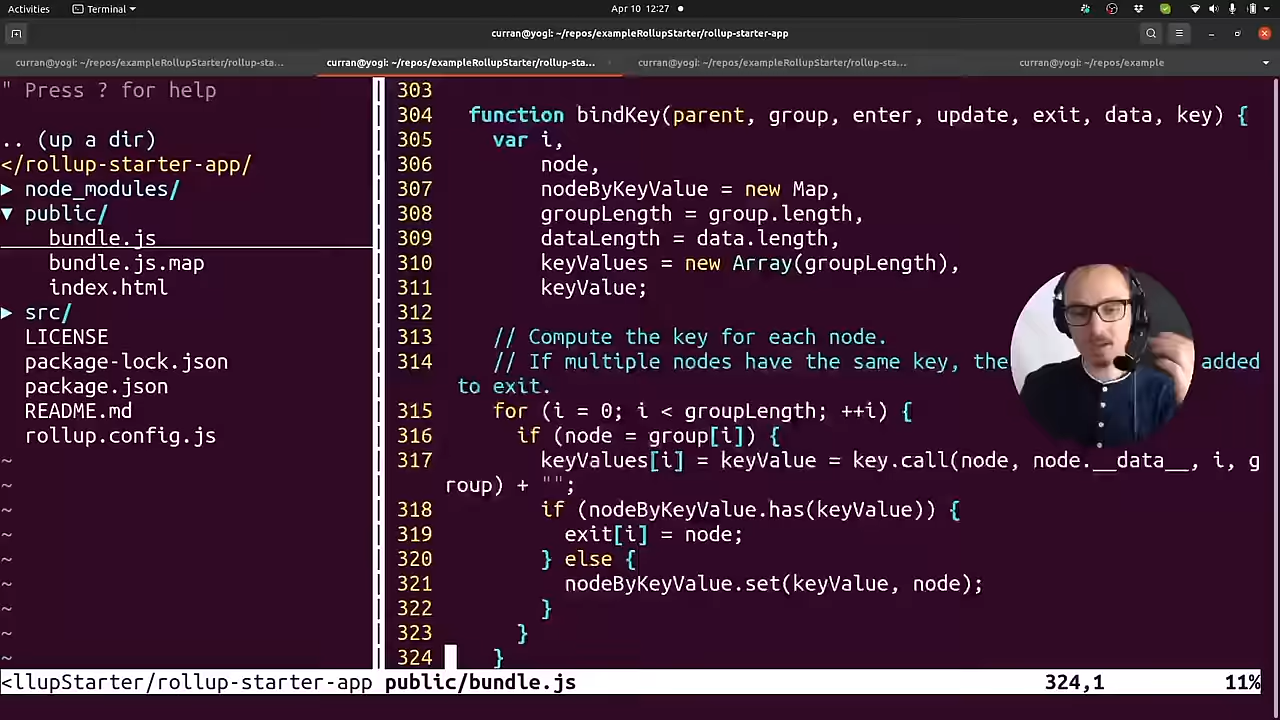 Activities
Terminal
Apr 10 12:27
curran@yogi: ~/repos/exampleRollupStarter/rollup-starter-app
curran@yogi: ~/repos/exampleRollupStarter/rollup-sta...
curran@yogi: ~/repos/exampleRollupStarter/rollup-sta...
curran@yogi: ~/repos/exampleRollupStarter/rollup-sta...
curran@yogi: ~/repos/example
" Press ? for help
.. (up a dir)
</rollup-starter-app/
▸ node_modules/
▾ public/
bundle.js
bundle.js.map
index.html
▸ src/
LICENSE
package-lock.json
package.json
README.md
rollup.config.js
~
~
~
~
~
~
~
~
~
303
304 function bindKey(parent, group, enter, update, exit, data, key) {
305 var i,
306 node,
307 nodeByKeyValue = new Map,
308 groupLength = group.length,
309 dataLength = data.length,
310 keyValues = new Array(groupLength),
311 keyValue;
312
313 // Compute the key for each node.
314 // If multiple nodes have the same key, the added
to exit.
315 for (i = 0; i < groupLength; ++i) {
316 if (node = group[i]) {
317 keyValues[i] = keyValue = key.call(node, node.__data__, i, g
roup) + "";
318 if (nodeByKeyValue.has(keyValue)) {
319 exit[i] = node;
320 } else {
321 nodeByKeyValue.set(keyValue, node);
322 }
323 }
324 }
<llupStarter/rollup-starter-app public/bundle.js 324,1 11%